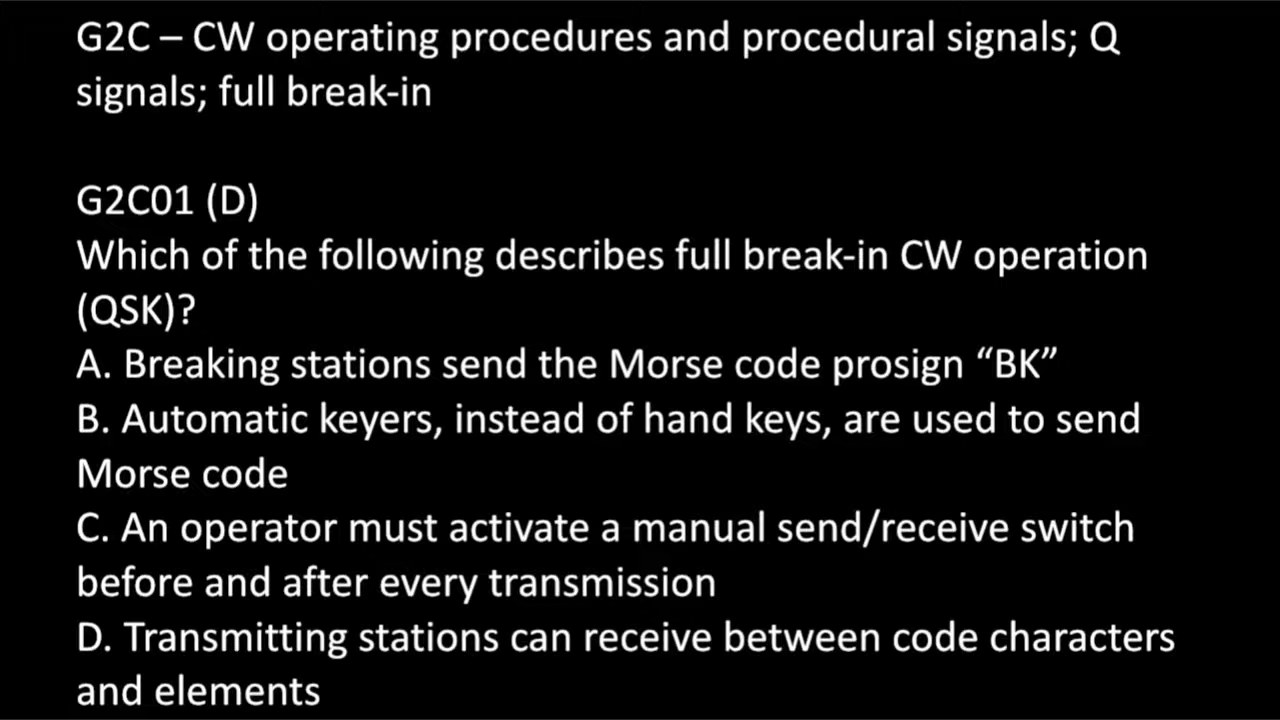 G2C – CW operating procedures and procedural signals; Q
signals; full break-in
G2C01 (D)
Which of the following describes full break-in CW operation
(QSK)?
A. Breaking stations send the Morse code prosign “BK”
B. Automatic keyers, instead of hand keys, are used to send
Morse code
C. An operator must activate a manual send/receive switch
before and after every transmission
D. Transmitting stations can receive between code characters
and elements